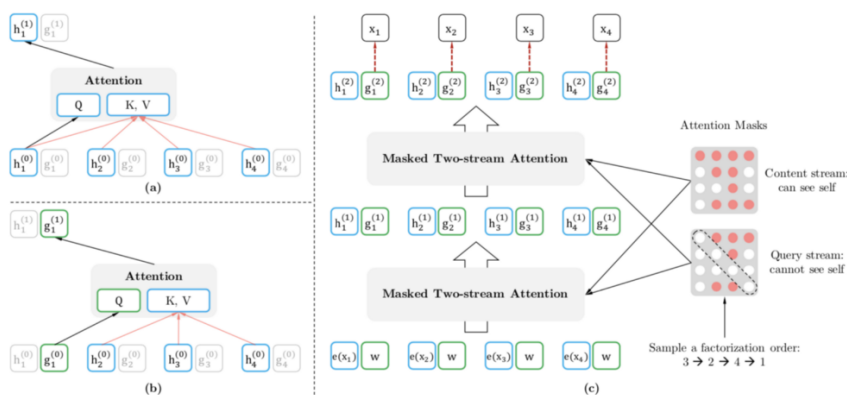 h₁⁽¹⁾ g₁⁽¹⁾
Attention
Q K, V
h₁⁽⁰⁾ g₁⁽⁰⁾ h₂⁽⁰⁾ g₂⁽⁰⁾ h₃⁽⁰⁾ g₃⁽⁰⁾ h₄⁽⁰⁾ g₄⁽⁰⁾
(a)
h₁⁽¹⁾ g₁⁽¹⁾
Attention
Q K, V
h₁⁽⁰⁾ g₁⁽⁰⁾ h₂⁽⁰⁾ g₂⁽⁰⁾ h₃⁽⁰⁾ g₃⁽⁰⁾ h₄⁽⁰⁾ g₄⁽⁰⁾
(b)
x₁ x₂ x₃ x₄
h₁⁽²⁾ g₁⁽²⁾ h₂⁽²⁾ g₂⁽²⁾ h₃⁽²⁾ g₃⁽²⁾ h₄⁽²⁾ g₄⁽²⁾
Masked Two-stream Attention
h₁⁽¹⁾ g₁⁽¹⁾ h₂⁽¹⁾ g₂⁽¹⁾ h₃⁽¹⁾ g₃⁽¹⁾ h₄⁽¹⁾ g₄⁽¹⁾
Masked Two-stream Attention
e(x₁) w e(x₂) w e(x₃) w e(x₄) w
(c)
Attention Masks
Content stream:
can see self
Query stream:
cannot see self
Sample a factorization order:
3 → 2 → 4 → 1